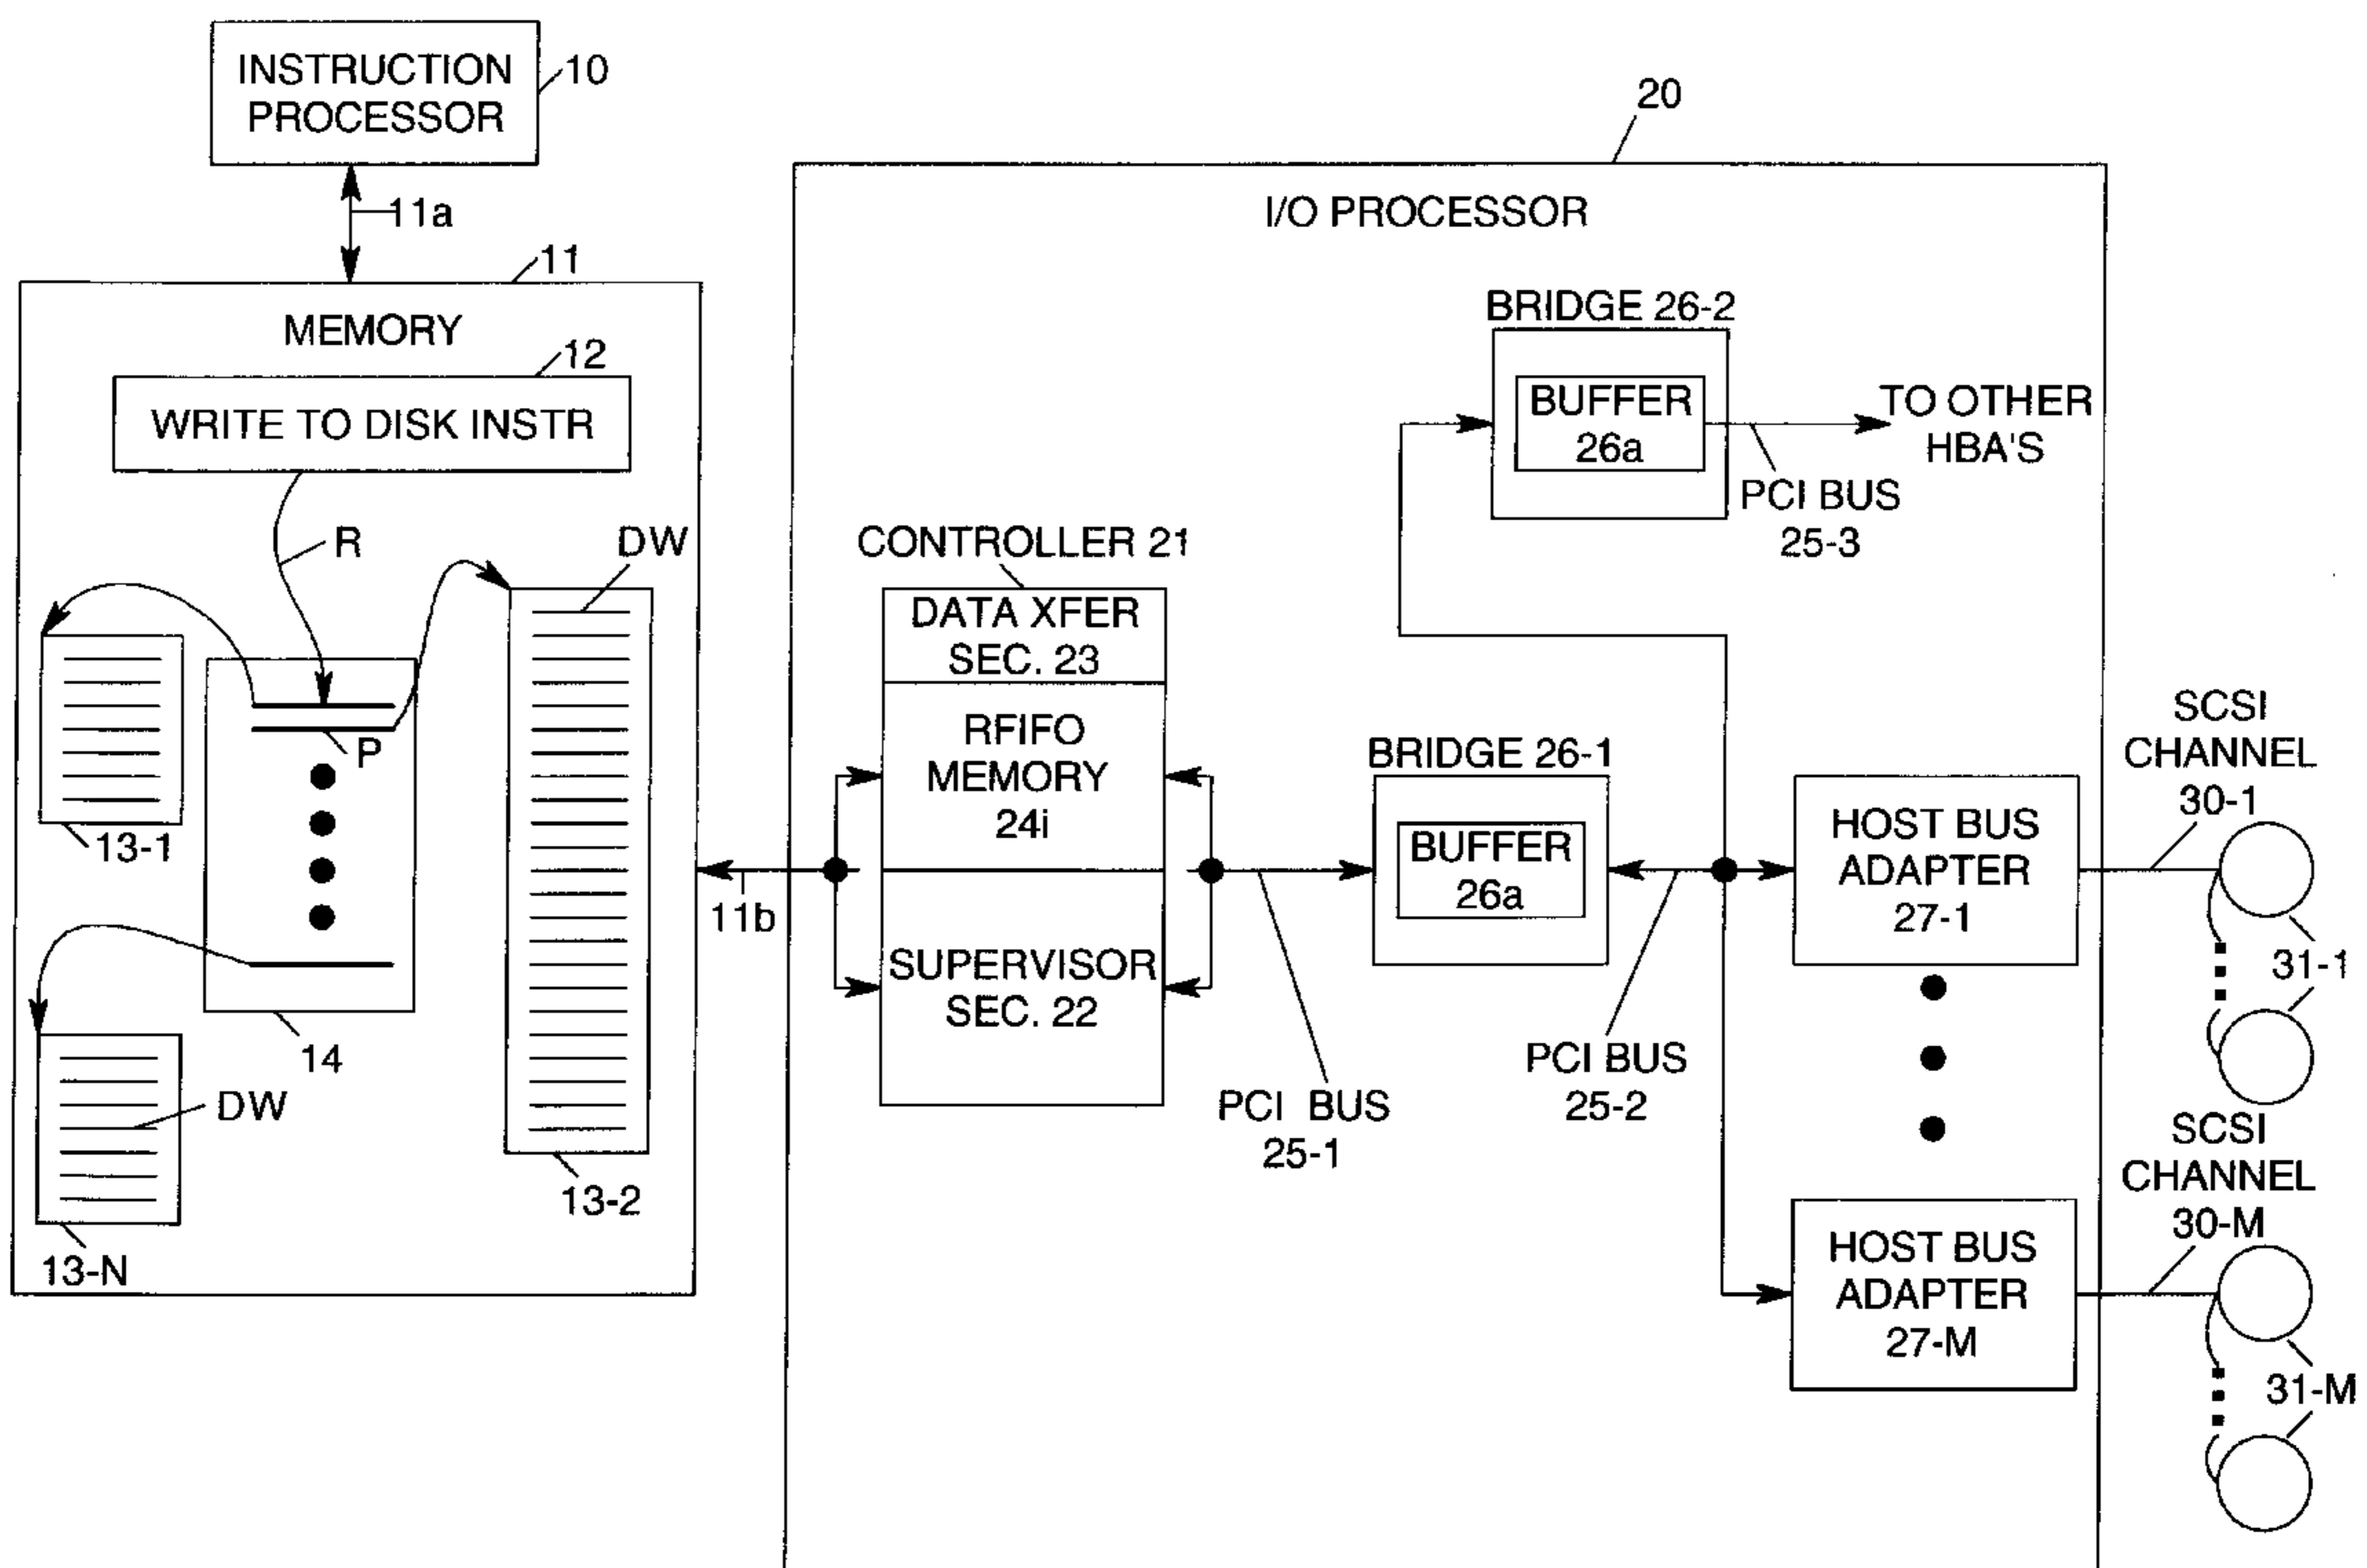 INSTRUCTION
PROCESSOR
10
11a
11
MEMORY
12
WRITE TO DISK INSTR
R
DW
P
13-1
14
DW
13-2
13-N
11b
20
I/O PROCESSOR
BRIDGE 26-2
BUFFER
26a
TO OTHER
HBA'S
PCI BUS
25-3
CONTROLLER 21
DATA XFER
SEC. 23
RFIFO
MEMORY
24i
SUPERVISOR
SEC. 22
BRIDGE 26-1
BUFFER
26a
PCI BUS
25-1
PCI BUS
25-2
HOST BUS
ADAPTER
27-1
SCSI
CHANNEL
30-1
31-1
HOST BUS
ADAPTER
27-M
SCSI
CHANNEL
30-M
31-M